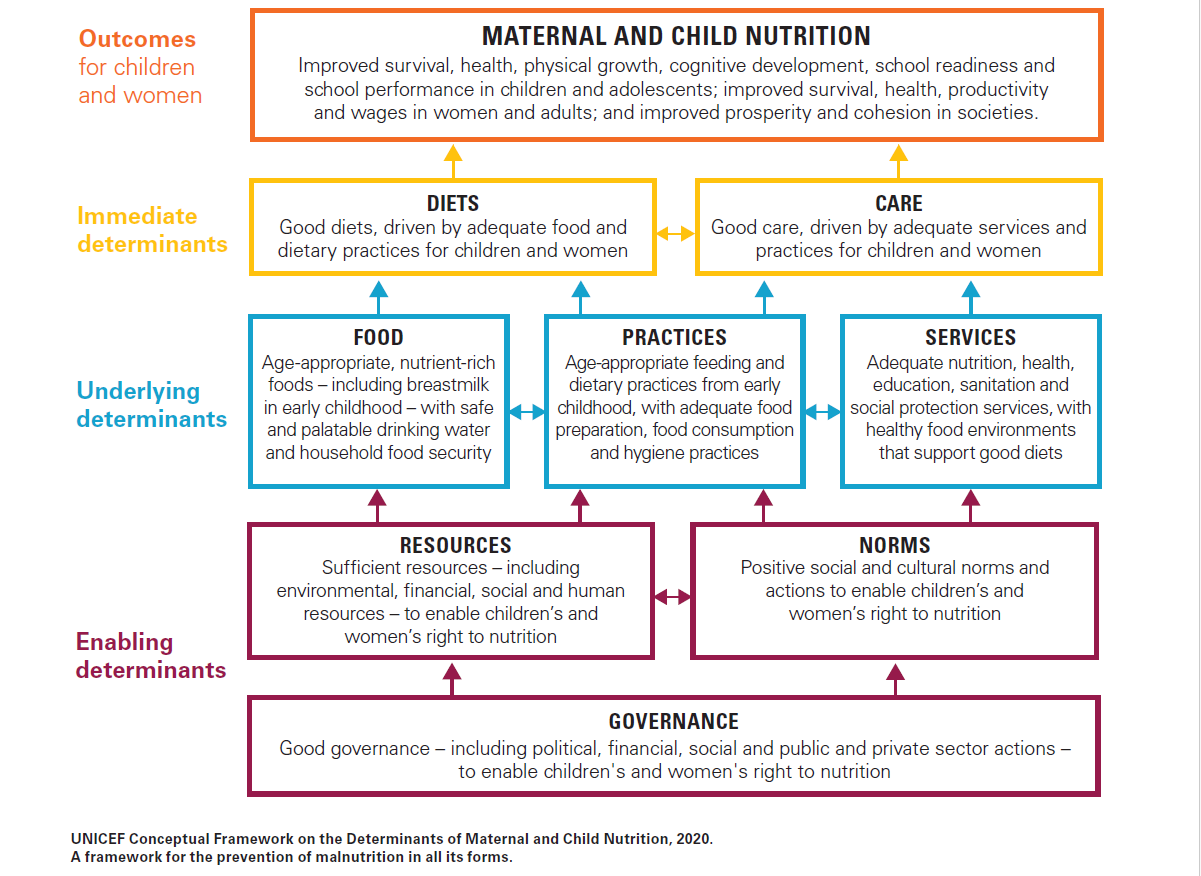 Outcomes
for children
and women
MATERNAL AND CHILD NUTRITION
Improved survival, health, physical growth, cognitive development, school readiness and
school performance in children and adolescents; improved survival, health, productivity
and wages in women and adults; and improved prosperity and cohesion in societies.
Immediate
determinants
DIETS
Good diets, driven by adequate food and
dietary practices for children and women
CARE
Good care, driven by adequate services and
practices for children and women
Underlying
determinants
FOOD
Age-appropriate, nutrient-rich
foods – including breastmilk
in early childhood – with safe
and palatable drinking water
and household food security
PRACTICES
Age-appropriate feeding and
dietary practices from early
childhood, with adequate food
preparation, food consumption
and hygiene practices
SERVICES
Adequate nutrition, health,
education, sanitation and
social protection services, with
healthy food environments
that support good diets
Enabling
determinants
RESOURCES
Sufficient resources – including
environmental, financial, social and human
resources – to enable children’s and
women’s right to nutrition
NORMS
Positive social and cultural norms and
actions to enable children’s and
women’s right to nutrition
GOVERNANCE
Good governance – including political, financial, social and public and private sector actions –
to enable children's and women's right to nutrition
UNICEF Conceptual Framework on the Determinants of Maternal and Child Nutrition, 2020.
A framework for the prevention of malnutrition in all its forms.